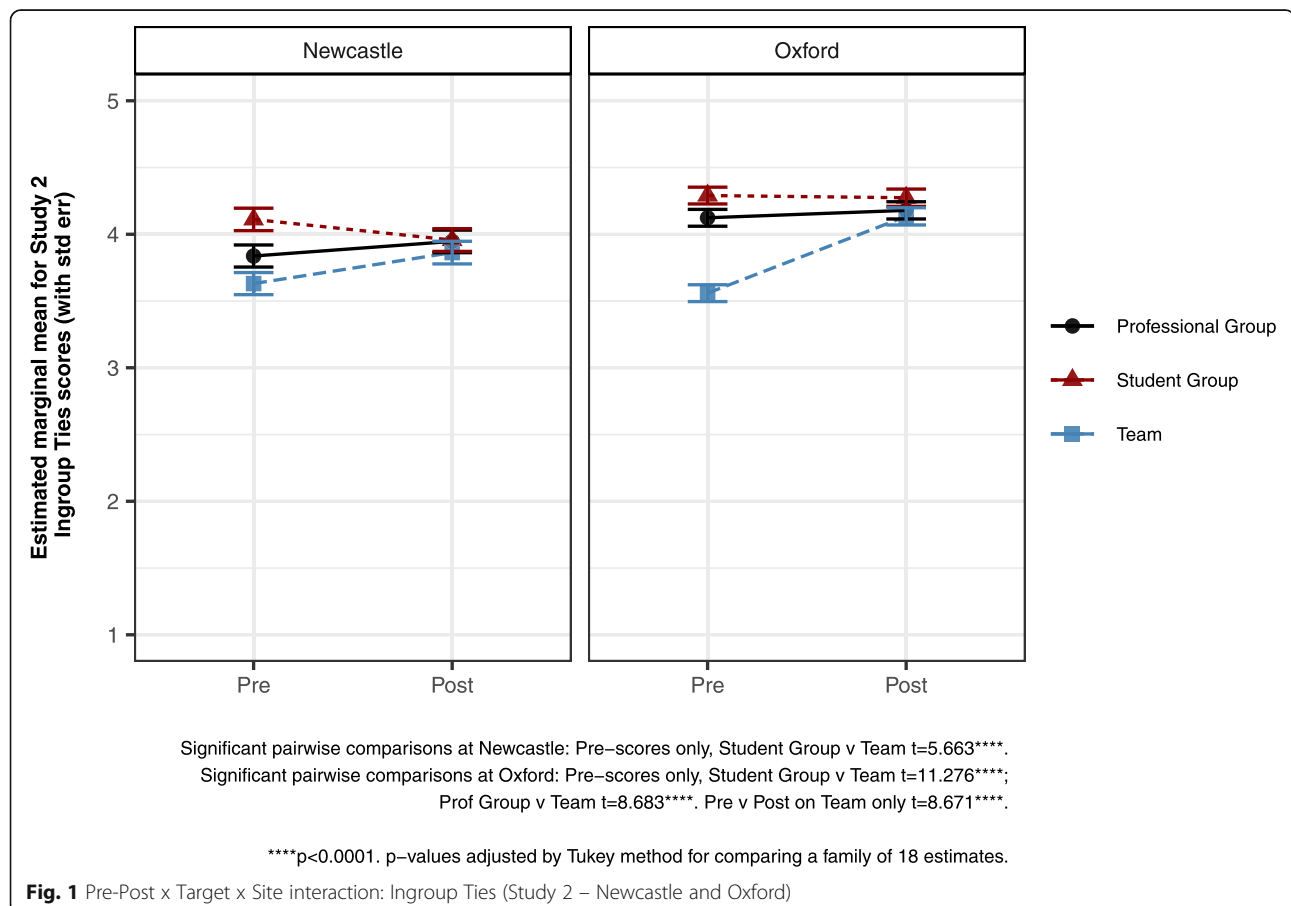 Newcastle
Oxford
Estimated marginal mean for Study 2
Ingroup Ties scores (with std err)
5
4
3
2
1
Pre
Post
Pre
Post
Professional Group
Student Group
Team
Significant pairwise comparisons at Newcastle: Pre−scores only, Student Group v Team t=5.663****.
Significant pairwise comparisons at Oxford: Pre−scores only, Student Group v Team t=11.276****;
Prof Group v Team t=8.683****. Pre v Post on Team only t=8.671****.
****p<0.0001. p−values adjusted by Tukey method for comparing a family of 18 estimates.
Fig. 1 Pre-Post x Target x Site interaction: Ingroup Ties (Study 2 – Newcastle and Oxford)